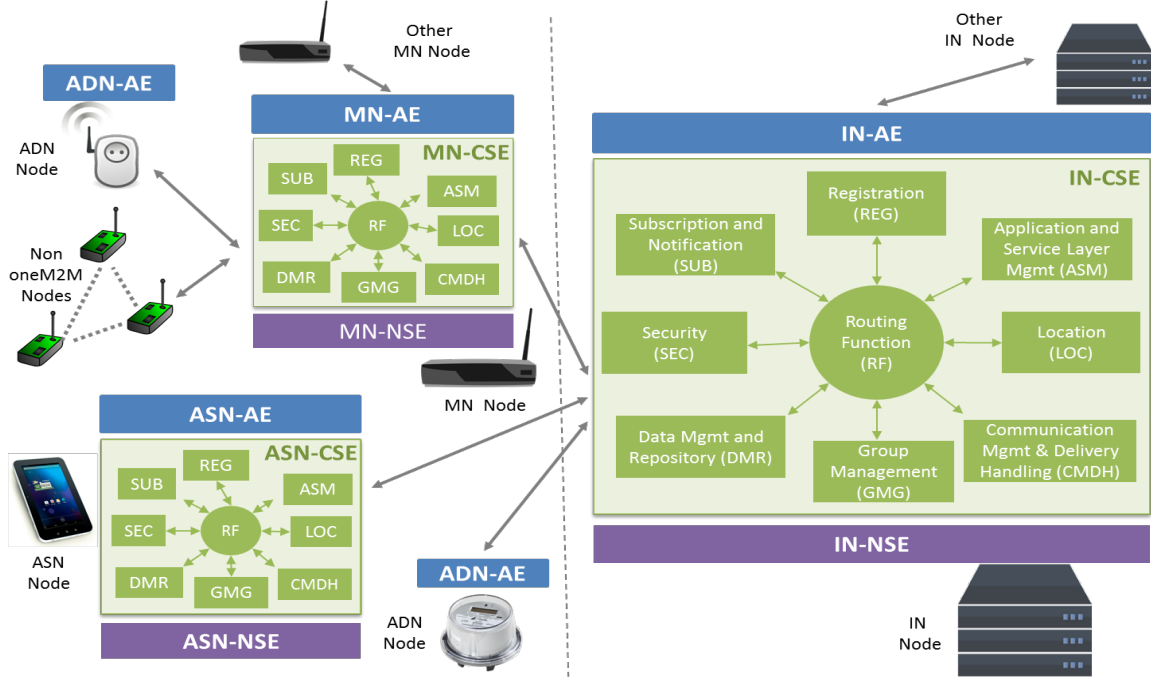 Other
MN Node
ADN-AE
ADN
Node
MN-AE
MN-CSE
REG
SUB
ASM
SEC
RF
LOC
DMR
GMG
CMDH
MN-NSE
Non
oneM2M
Nodes
MN Node
ASN-AE
ASN-CSE
REG
SUB
ASM
SEC
RF
LOC
DMR
GMG
CMDH
ASN-NSE
ASN
Node
ADN-AE
ADN
Node
Other
IN Node
IN-AE
IN-CSE
Registration
(REG)
Subscription and
Notification
(SUB)
Application and
Service Layer
Mgmt (ASM)
Security
(SEC)
Routing
Function
(RF)
Location
(LOC)
Data Mgmt and
Repository (DMR)
Group
Management
(GMG)
Communication
Mgmt & Delivery
Handling (CMDH)
IN-NSE
IN
Node